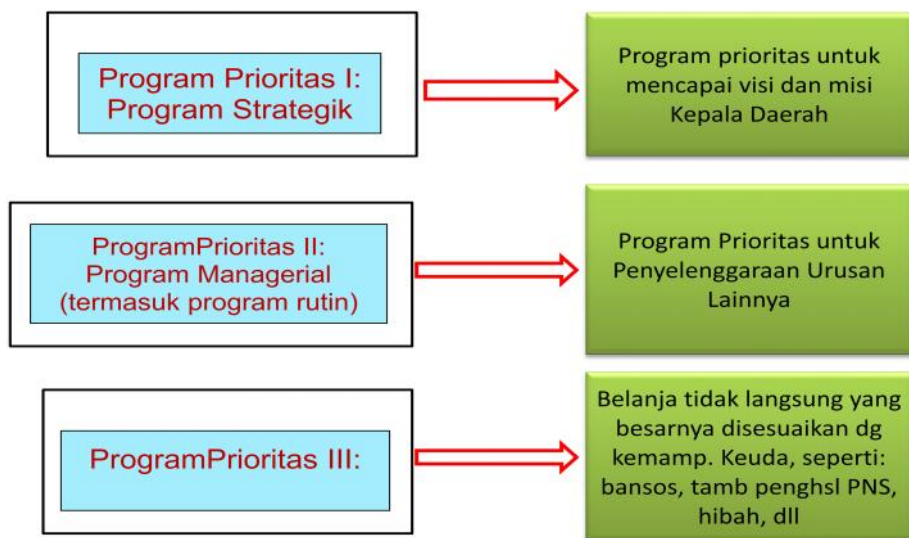 Program Prioritas I:
Program Strategik
Program prioritas untuk
mencapai visi dan misi
Kepala Daerah
ProgramPrioritas II:
Program Managerial
(termasuk program rutin)
Program Prioritas untuk
Penyelenggaraan Urusan
Lainnya
ProgramPrioritas III:
Belanja tidak langsung yang
besarnya disesuaikan dg
kemamp. Keuda, seperti:
bansos, tamb penghsl PNS,
hibah, dll